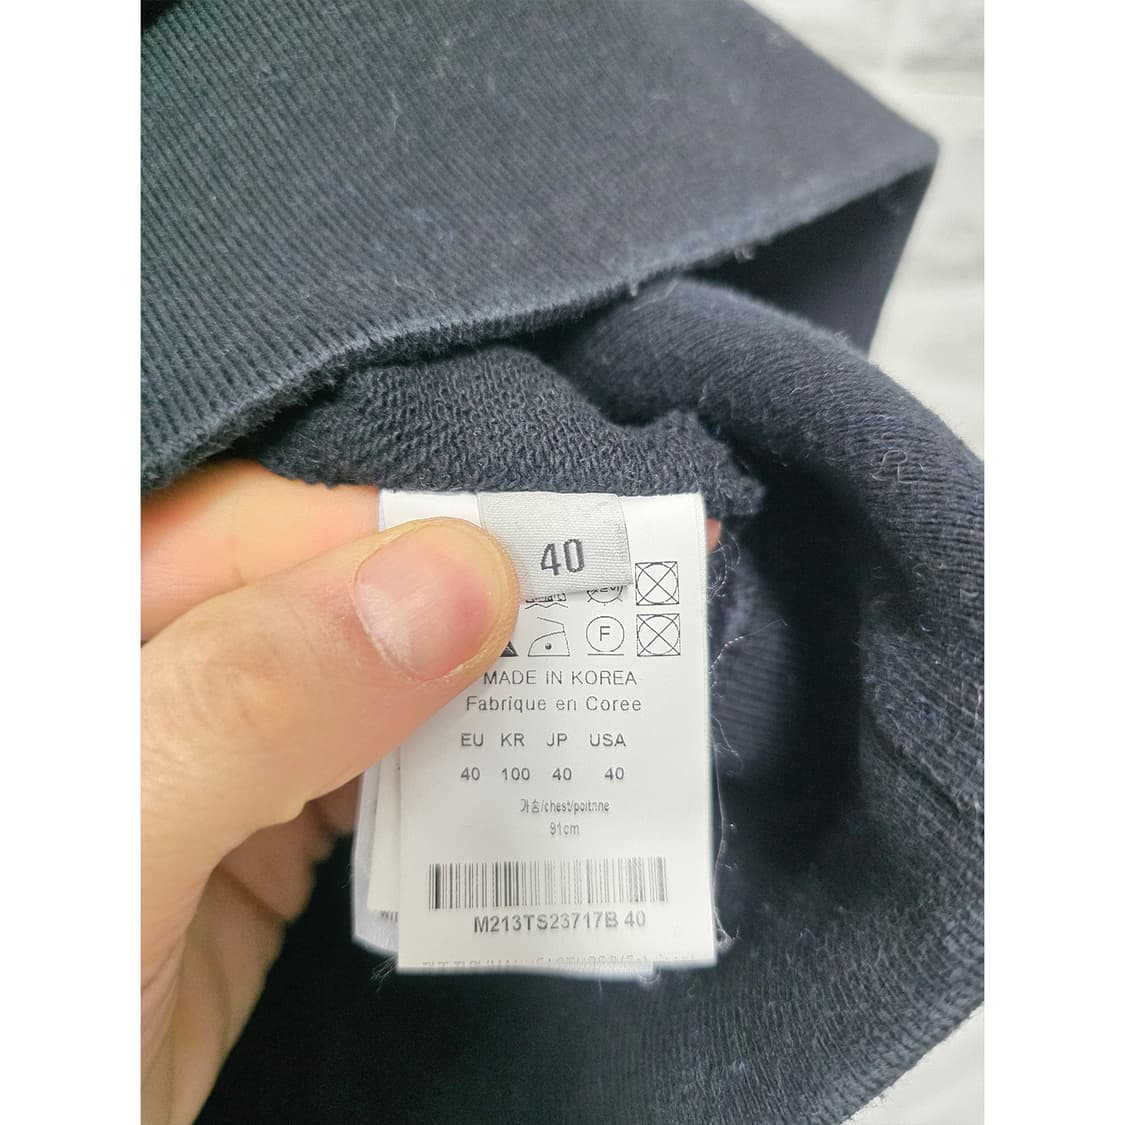 40
F
MADE IN KOREA
Fabrique en Coree
EU KR JP USA
40 100 40 40
가슴/chest/poitnne
91cm
M213TS23717B 40